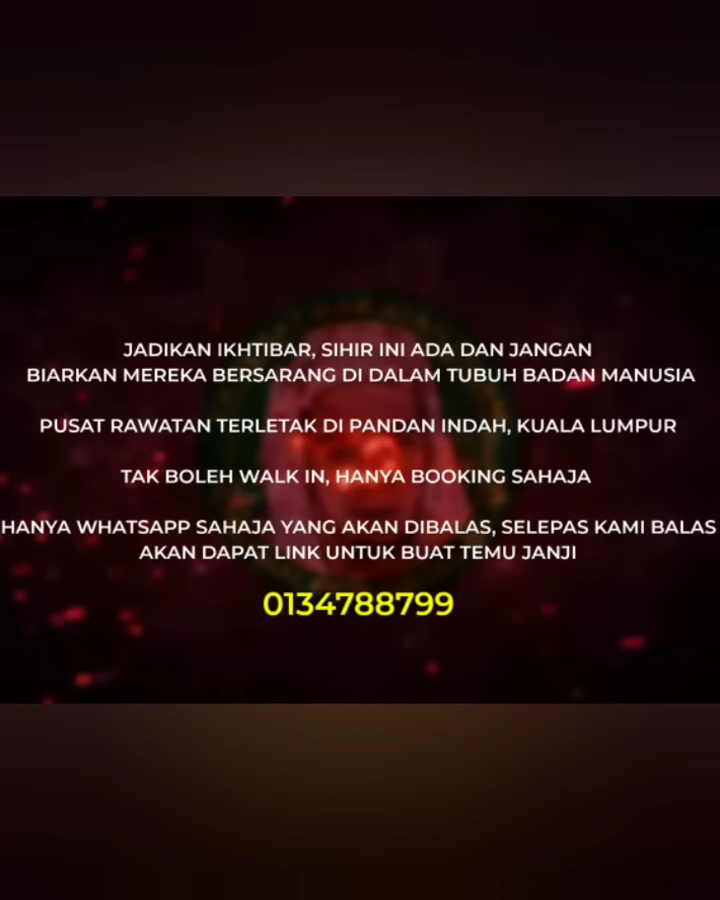 JADIKAN IKHTIBAR, SIHIR INI ADA DAN JANGAN
BIARKAN MEREKA BERSARANG DI DALAM TUBUH BADAN MANUSIA
PUSAT RAWATAN TERLETAK DI PANDAN INDAH, KUALA LUMPUR
TAK BOLEH WALK IN, HANYA BOOKING SAHAJA
HANYA WHATSAPP SAHAJA YANG AKAN DIBALAS, SELEPAS KAMI BALAS
AKAN DAPAT LINK UNTUK BUAT TEMU JANJI
0134788799